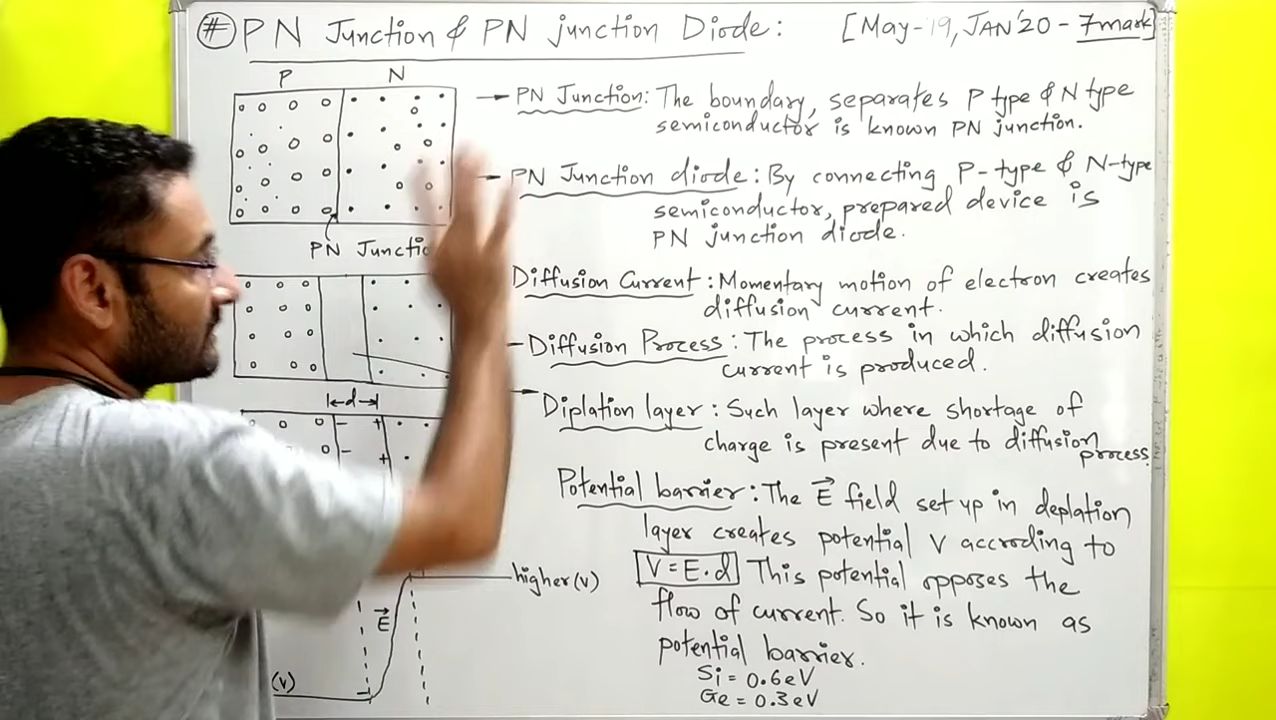 # PN Junction & PN junction Diode: [May-19, JAN'20 - 7mark]
P N
PN Junctio
d
- +
- +
higher(v)
E
(v)
→ PN Junction: The boundary, separates P type & N type
semiconductor is known PN junction.
→ PN Junction diode: By connecting P-type & N-type
semiconductor, prepared device is
PN junction diode.
Diffusion Current: Momentary motion of electron creates
diffusion current.
- Diffusion Process: The process in which diffusion
current is produced.
Diplation layer: Such layer where shortage of
charge is present due to diffusion
process.
Potential barrier: The E⃗ field set up in deplation
layer creates potential V accroding to
V = E.d This potential opposes the
flow of current. So it is known as
potential barrier.
Si = 0.6eV
Ge = 0.3eV